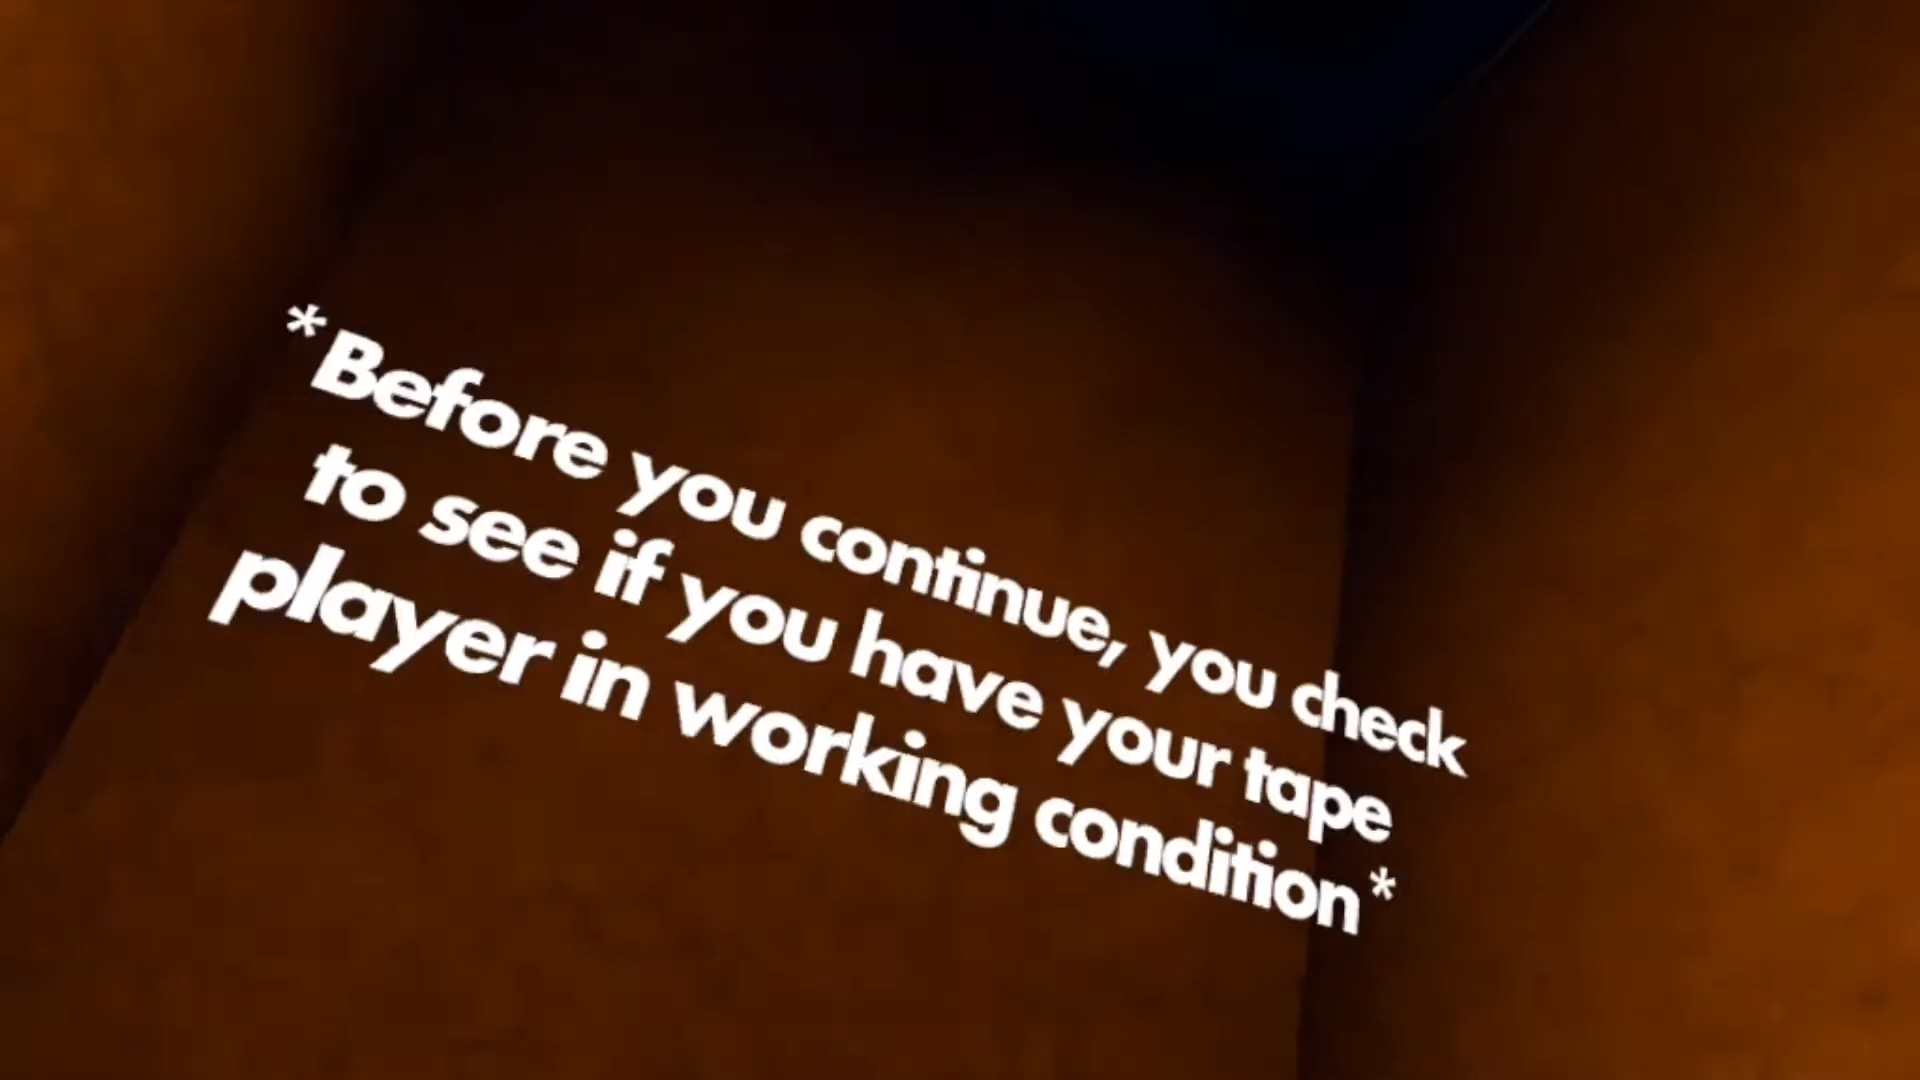 *Before you continue, you check
to see if you have your tape
player in working condition*